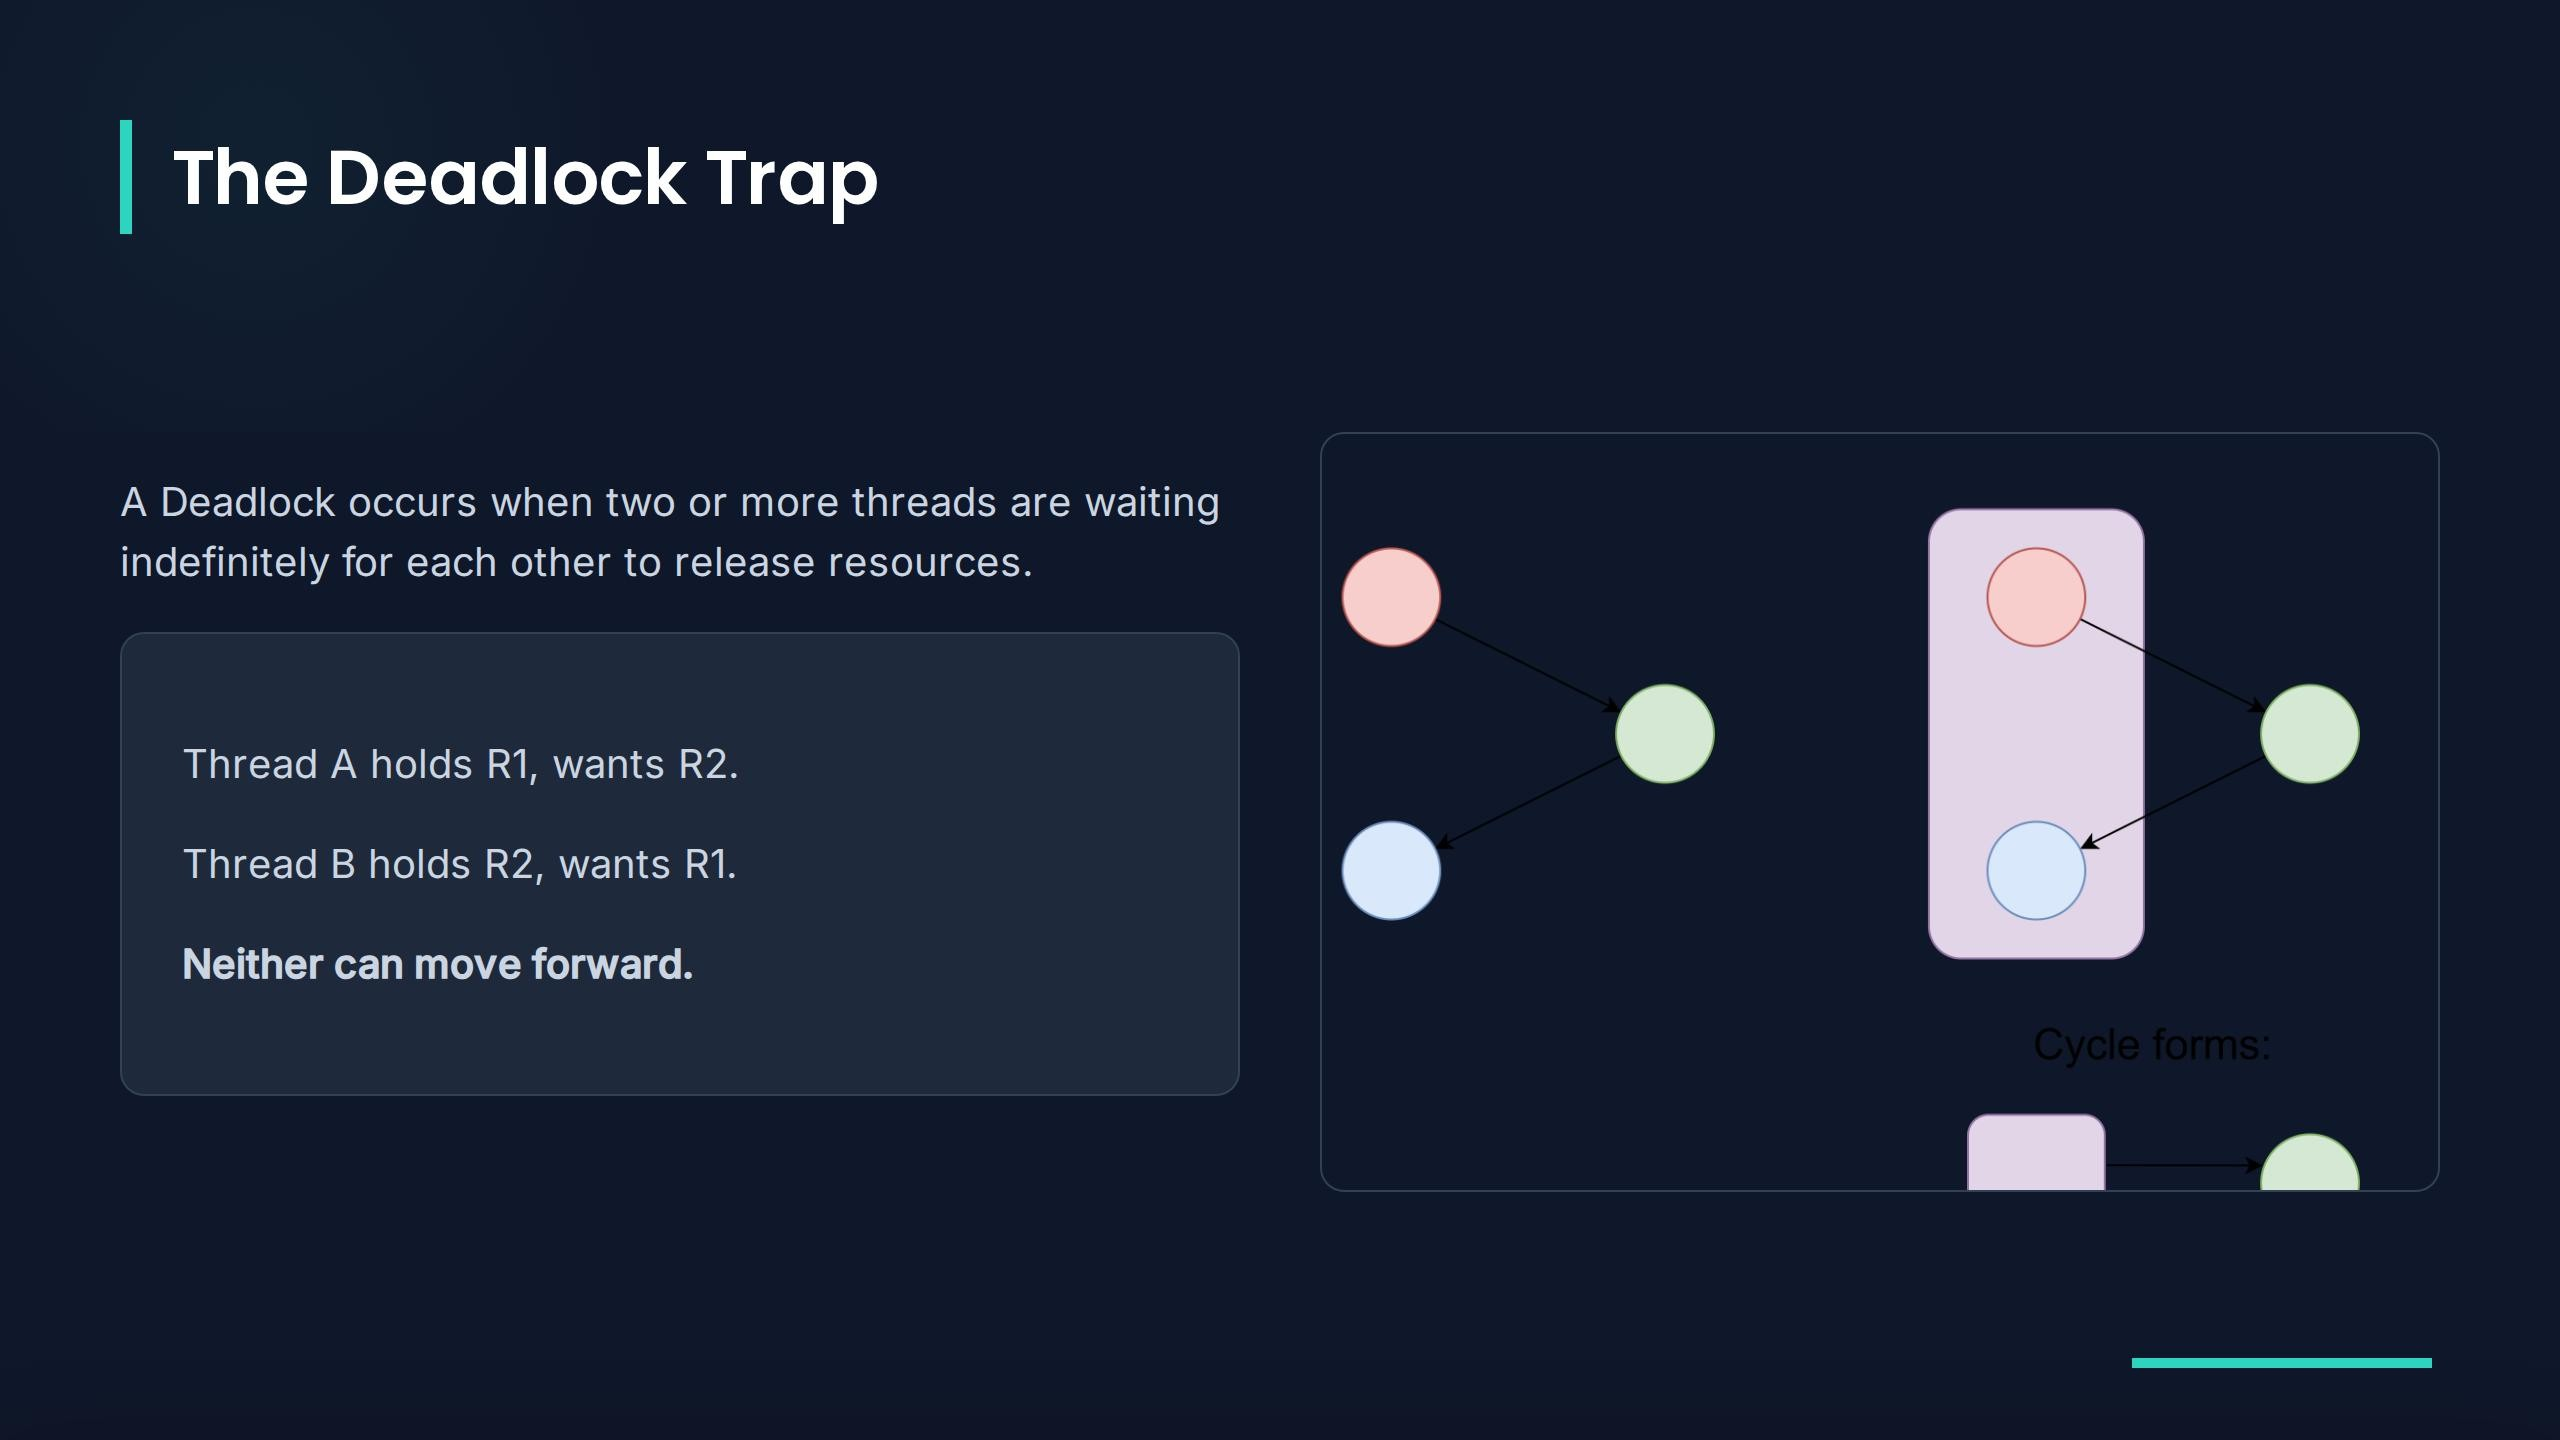 The Deadlock Trap
A Deadlock occurs when two or more threads are waiting
indefinitely for each other to release resources.
Thread A holds R1, wants R2.
Thread B holds R2, wants R1.
Neither can move forward.
Cycle forms: